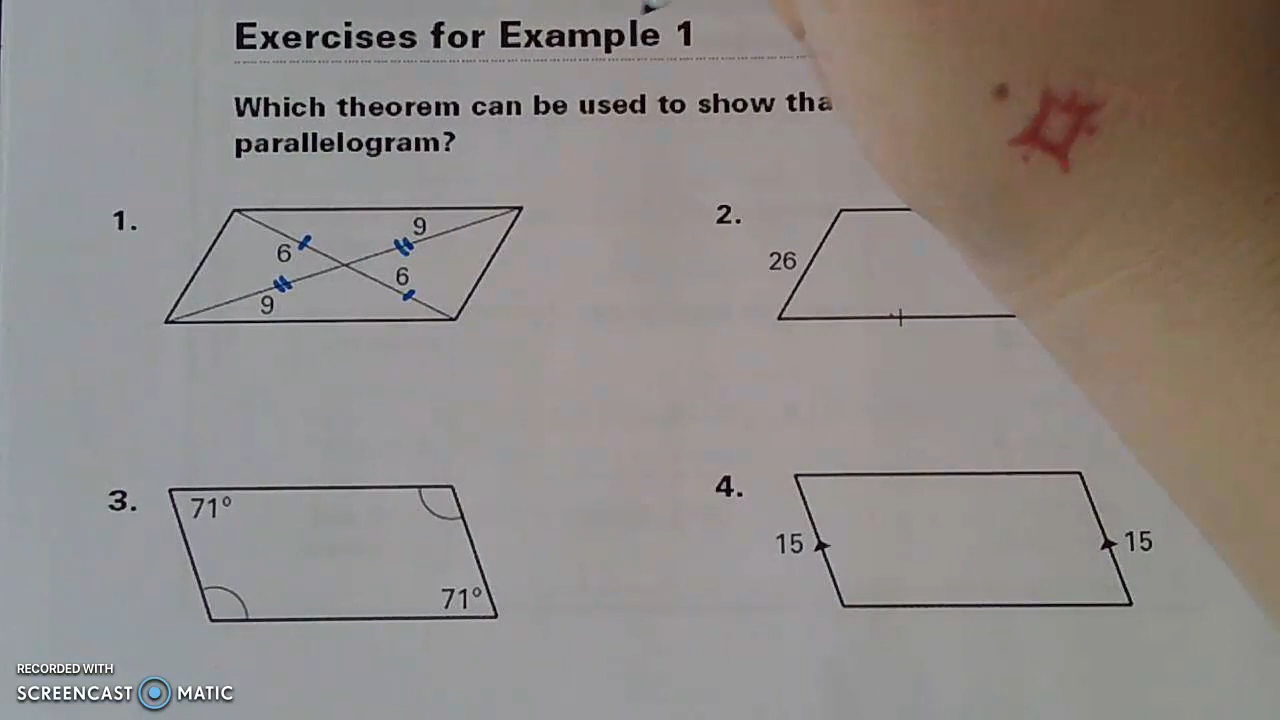 Exercises for Example 1
Which theorem can be used to show tha
parallelogram?
1.
6
9
9
6
2.
26
3.
71°
71°
4.
15
15
RECORDED WITH
SCREENCAST MATIC